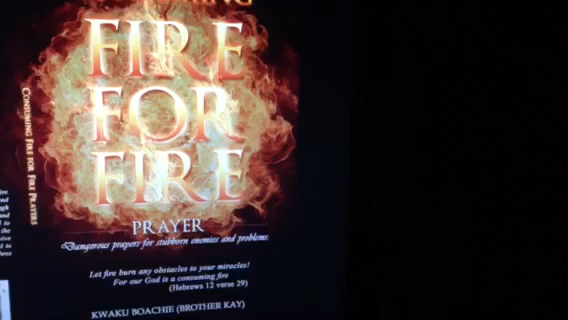 FIRE
FOR
FIRE
PRAYER
Dangerous prayers for stubborn enemies and problems.
Let fire burn any obstacles to your miracles!
For our God is a consuming fire
(Hebrews 12 verse 29)
KWAKU BOACHIE (BROTHER KAY)
CONSUMING FIRE FOR FIRE PRAYERS